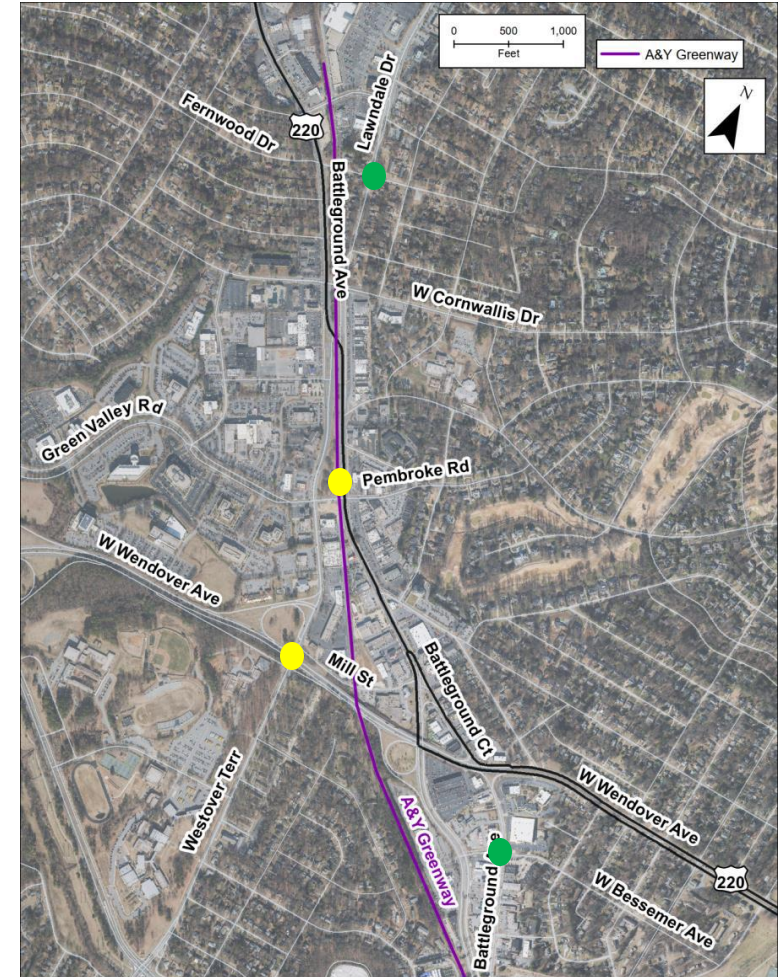 0 500 1,000
Feet
A&Y Greenway
N
Lawndale Dr
Fernwood Dr
220
Battleground Ave
W Cornwallis Dr
Green Valley Rd
Pembroke Rd
W Wendover Ave
Mill St
Battleground Ct
Westover Terr
A&Y Greenway
W Wendover Ave
Battleground
W Bessemer Ave
220